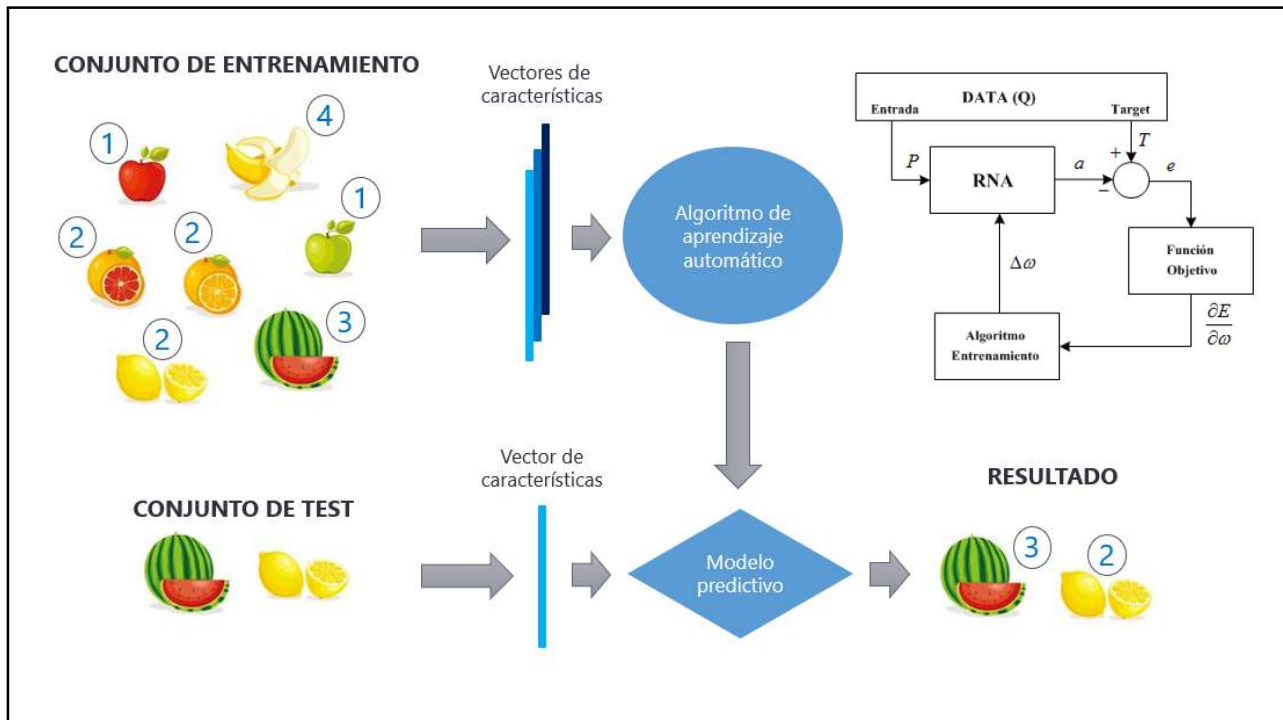 CONJUNTO DE ENTRENAMIENTO
1
4
1
2
2
2
3
Vectores de
características
Algoritmo de
aprendizaje
automático
DATA (Q)
Entrada
Target
P
RNA
a
+
T
−
e
Función
Objetivo
Δω
∂E
∂ω
Algoritmo
Entrenamiento
CONJUNTO DE TEST
Vector de
características
Modelo
predictivo
RESULTADO
3
2